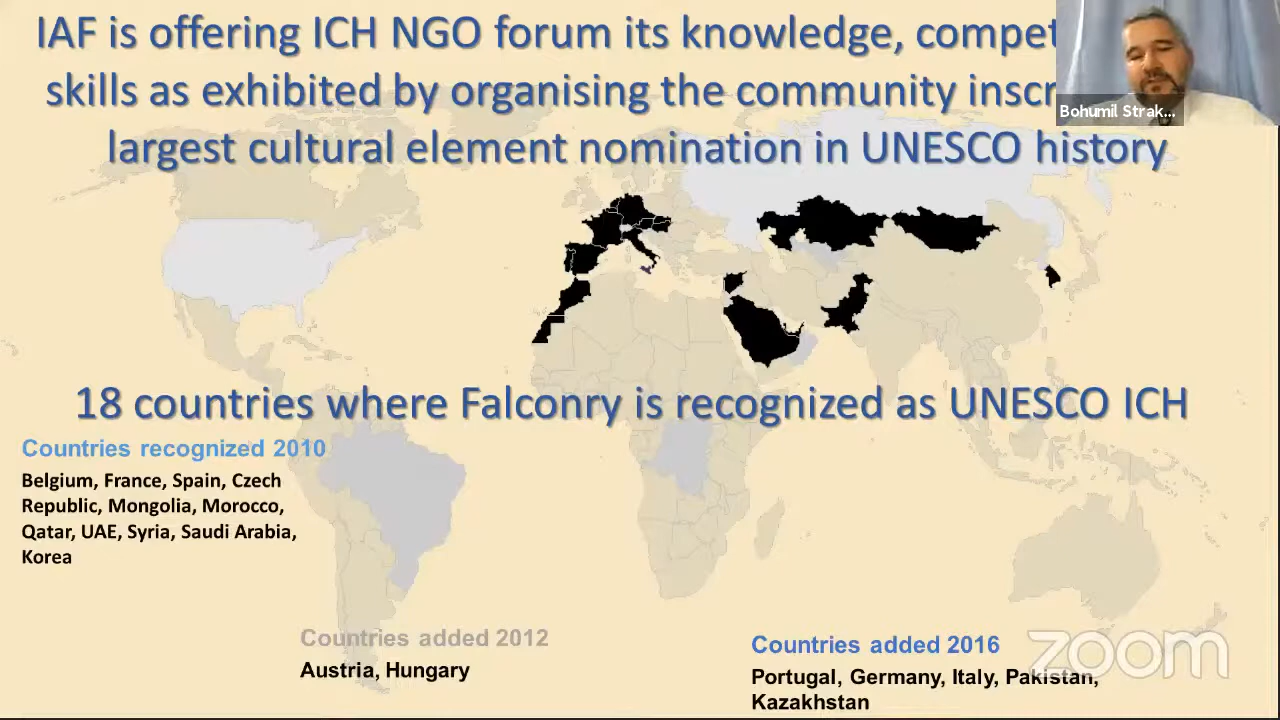 IAF is offering ICH NGO forum its knowledge,
skills as exhibited by organising the community
largest cultural element nomination in UNESCO history
Bohumil Strak...
18 countries where Falconry is recognized as UNESCO ICH
Countries recognized 2010
Belgium, France, Spain, Czech
Republic, Mongolia, Morocco,
Qatar, UAE, Syria, Saudi Arabia,
Korea
Countries added 2012
Austria, Hungary
Countries added 2016
Portugal, Germany, Italy, Pakistan,
Kazakhstan
zoom